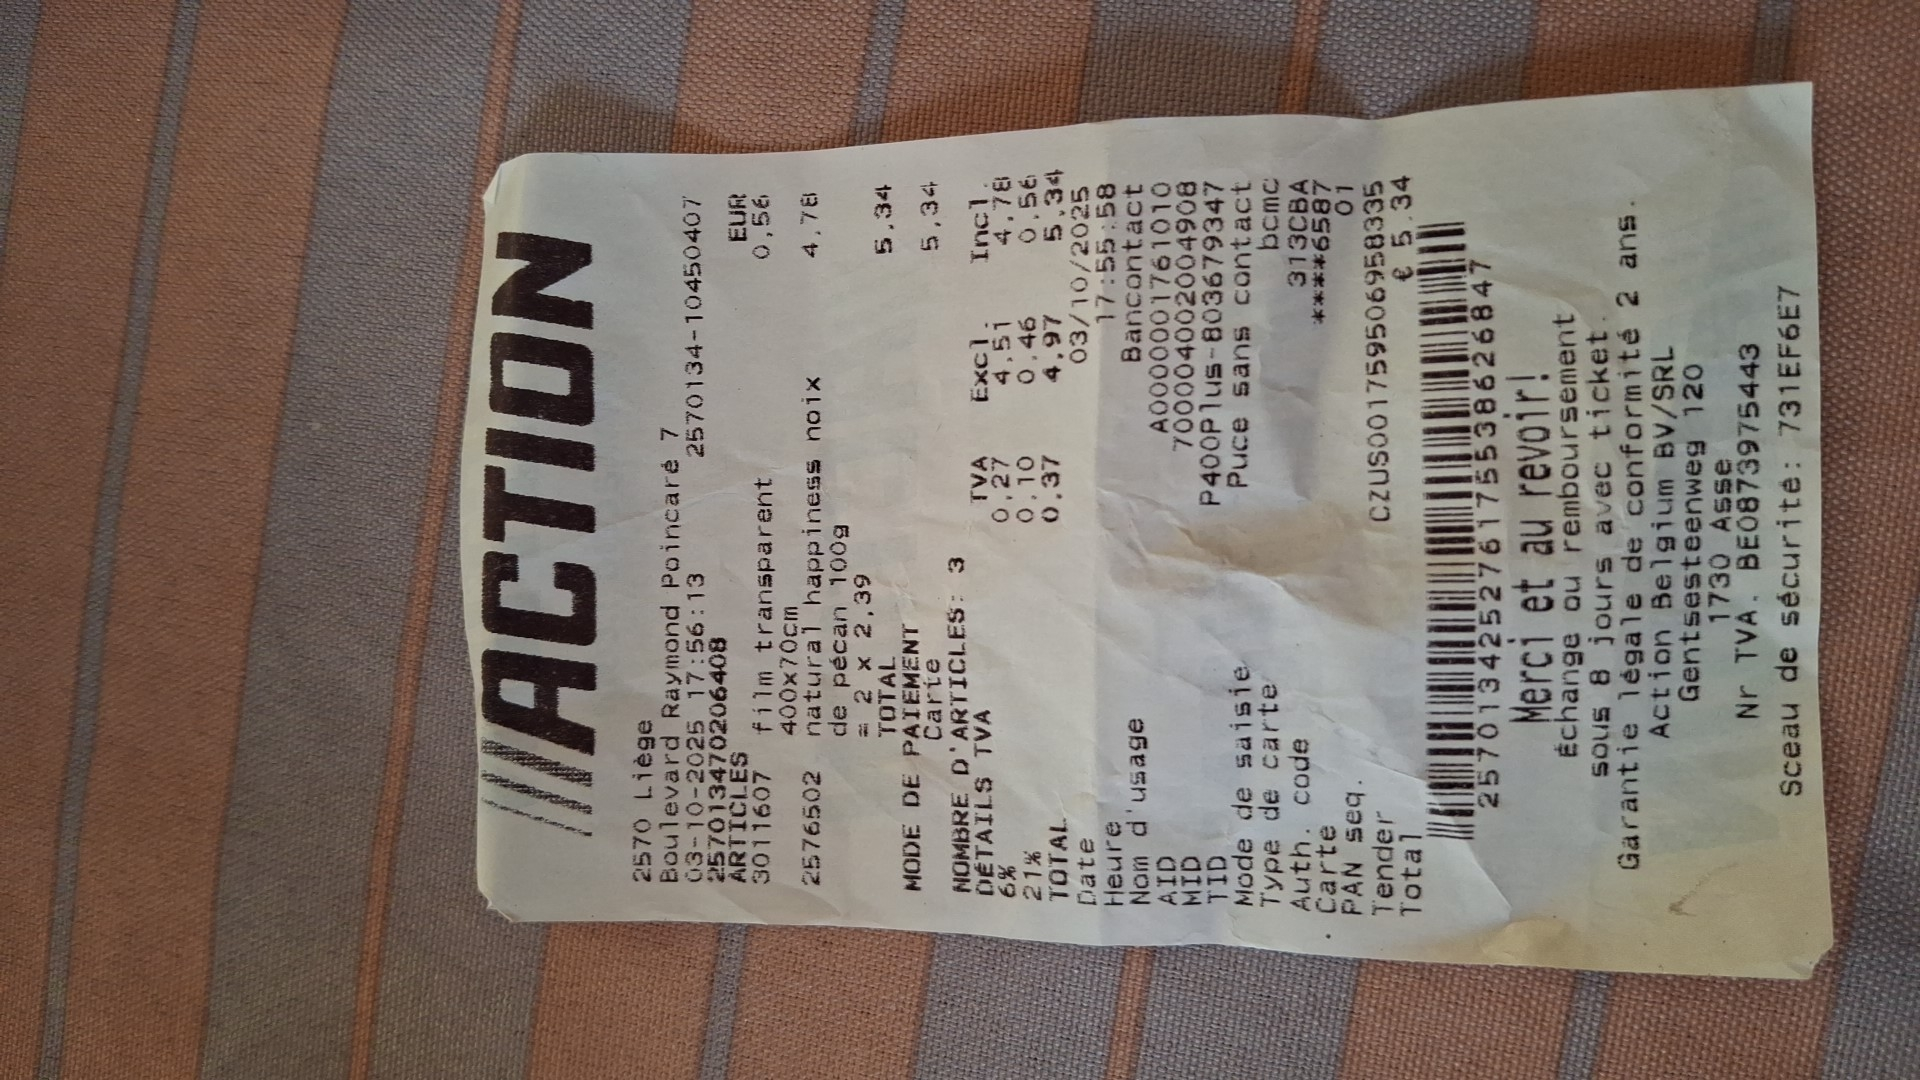 ACTION
2570 Liège
Boulevard Raymond Poincaré 7
03-10-2025 17:56:13 2570134-10450407
257013470206408
ARTICLES EUR
3011607 film transparent 0,56
400x70cm
2576502 natural happiness noix 4,78
de pécan 100g
= 2 x 2,39
TOTAL 5,34
MODE DE PAIEMENT
Carte 5,34
NOMBRE D'ARTICLES: 3
DÉTAILS TVA TVA Excl. Incl.
6% 0,27 4,51 4,78
21% 0,10 0,46 0,56
TOTAL 0,37 4,97 5,34
Date 03/10/2025
Heure 17:55:58
Nom d'usage Bancontact
AID A0000001761010
MID 700004002004908
TID P400Plus-803679347
Mode de saisie Puce sans contact
Type de carte bcmc
Auth. code 313CBA
Carte ****6587
PAN seq. 01
Tender CZUS001759506958335
Total € 5.34
2570134252761755386268​47
Merci et au revoir!
Échange ou remboursement
sous 8 jours avec ticket.
Garantie légale de conformité 2 ans.
Action Belgium BV/SRL
Gentsesteenweg 120
1730 Asse
Nr TVA. BE0873975443
Sceau de sécurité: 731EF6E7